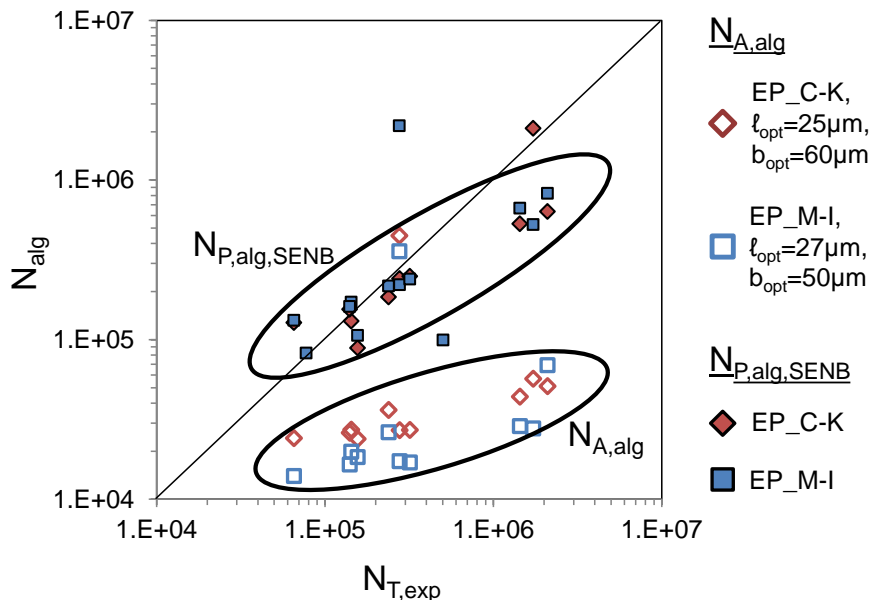 1.E+07
1.E+06
1.E+05
1.E+04
N_alg
1.E+04
1.E+05
1.E+06
1.E+07
N_T,exp
N_P,alg,SENB
N_A,alg
N_A,alg
EP_C-K,
ℓ_opt=25µm,
b_opt=60µm
EP_M-I,
ℓ_opt=27µm,
b_opt=50µm
N_P,alg,SENB
EP_C-K
EP_M-I